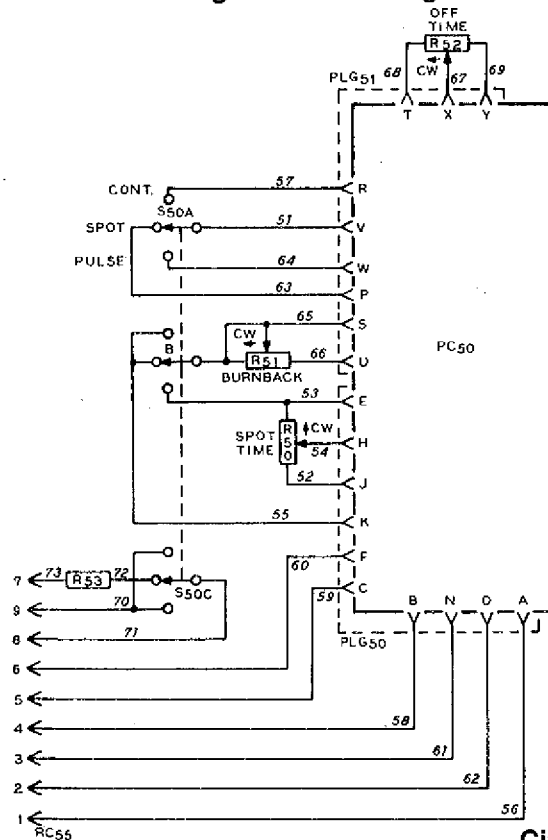 OFF
TIME
R52
68 CW 67 69
PLG51
T X Y
CONT. 57 R
S50A
SPOT 51 V
PULSE 64 W
63 P
65 S
CW
B R51 66 U
BURNBACK
PC50
53 E
R50 CW
SPOT
TIME 54 H
52 J
55 K
60 F
7 73 R53 72 S50C 59 C
9 70
8 71
B N D A
PLG50
6
5
4 58
3 61
2 62
1 56
RC55